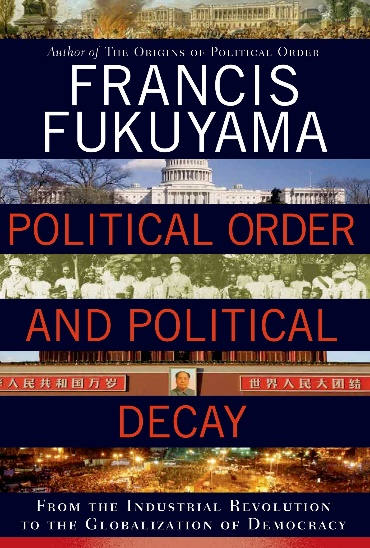 Author of THE ORIGINS OF POLITICAL ORDER
FRANCIS
FUKUYAMA
POLITICAL ORDER
AND POLITICAL
人民共和国万岁 世界人民大团结
DECAY
FROM THE INDUSTRIAL REVOLUTION
TO THE GLOBALIZATION OF DEMOCRACY